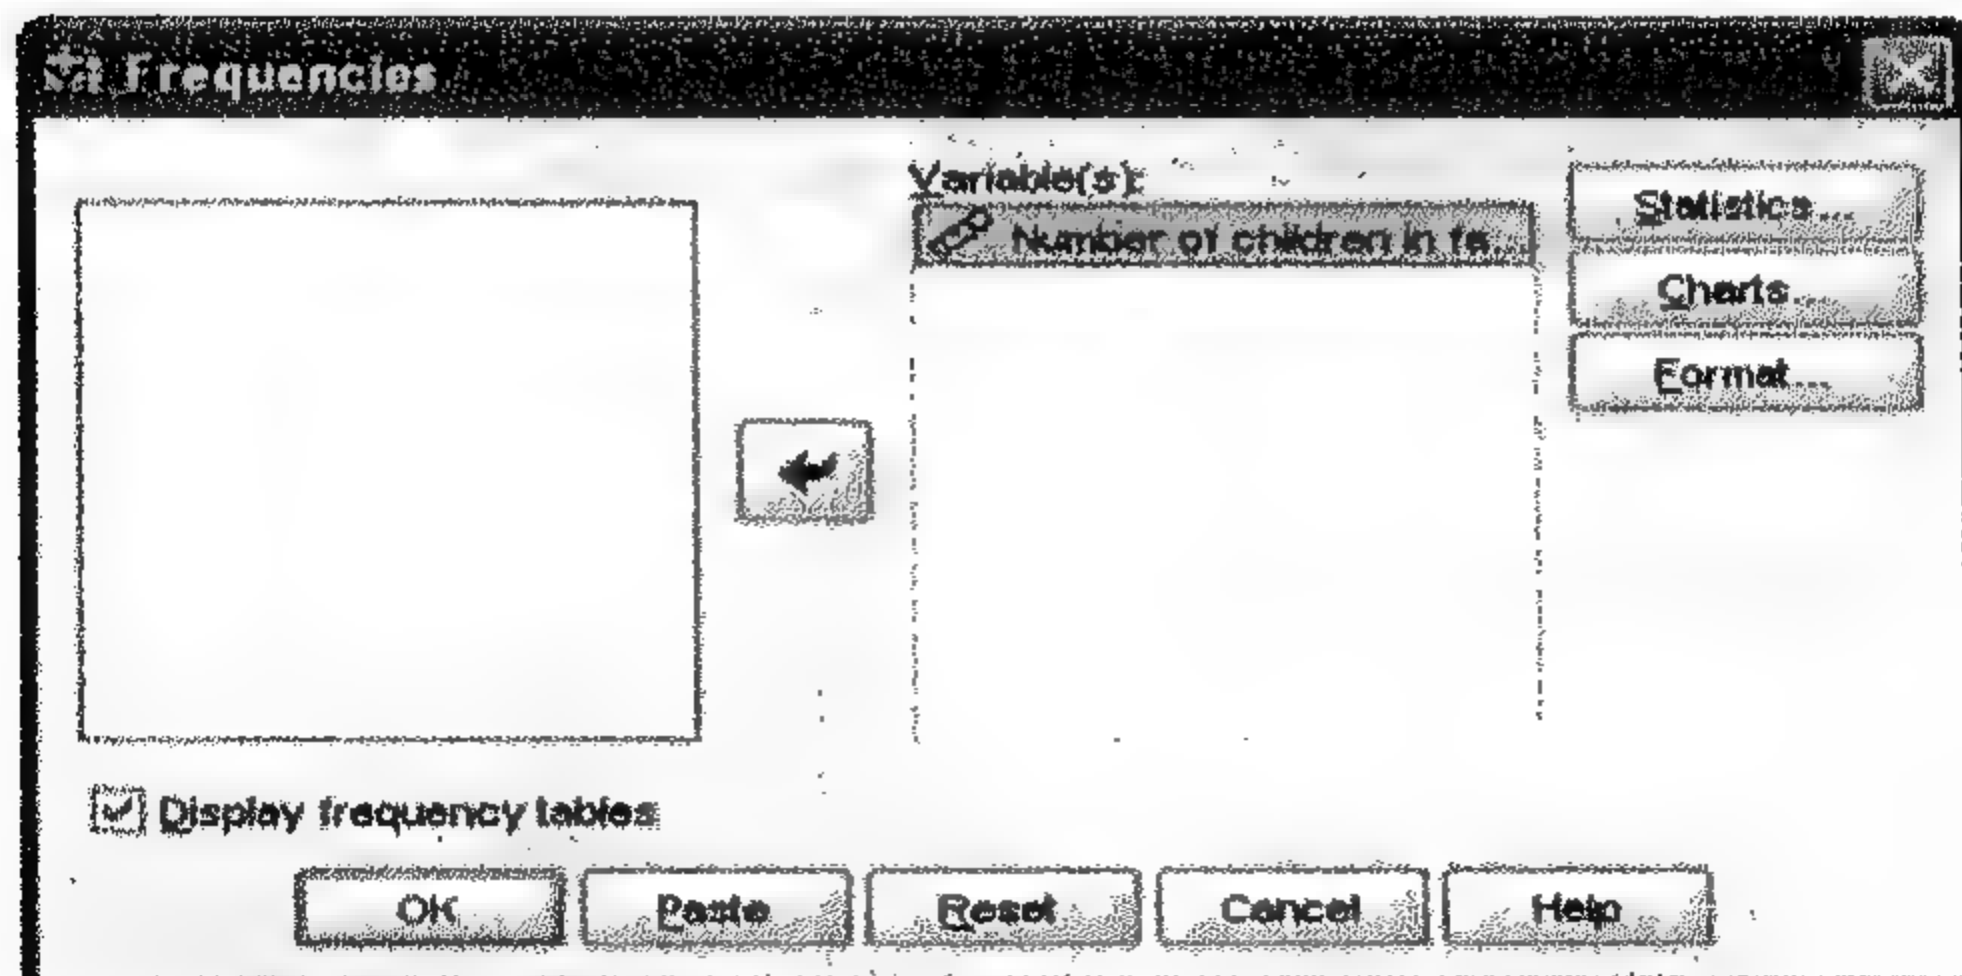 Frequencies
Variable(s):
Number of children in fa...
Statistics...
Charts...
Format...
Display frequency tables
OK
Paste
Reset
Cancel
Help